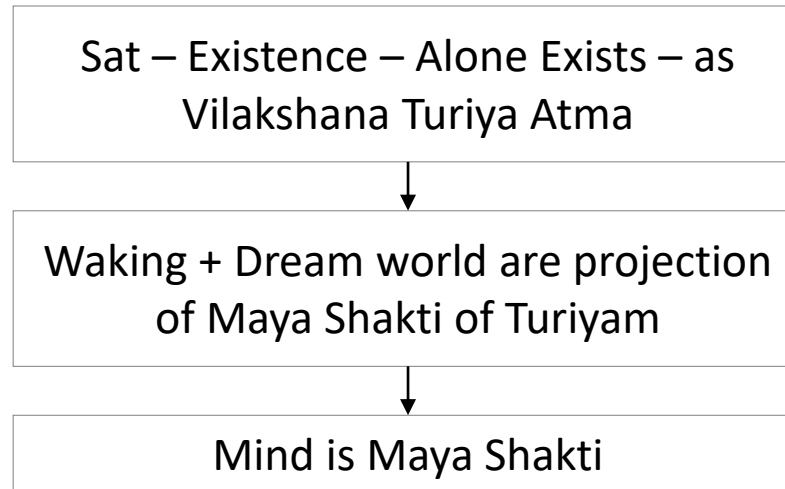 Sat – Existence – Alone Exists – as
Vilakshana Turiya Atma
Waking + Dream world are projection
of Maya Shakti of Turiyam
Mind is Maya Shakti